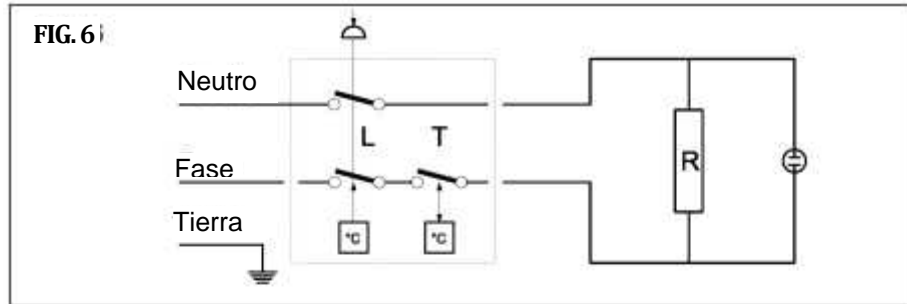 FIG. 6
Neutro
L T
Fase
R
Tierra
°C °C